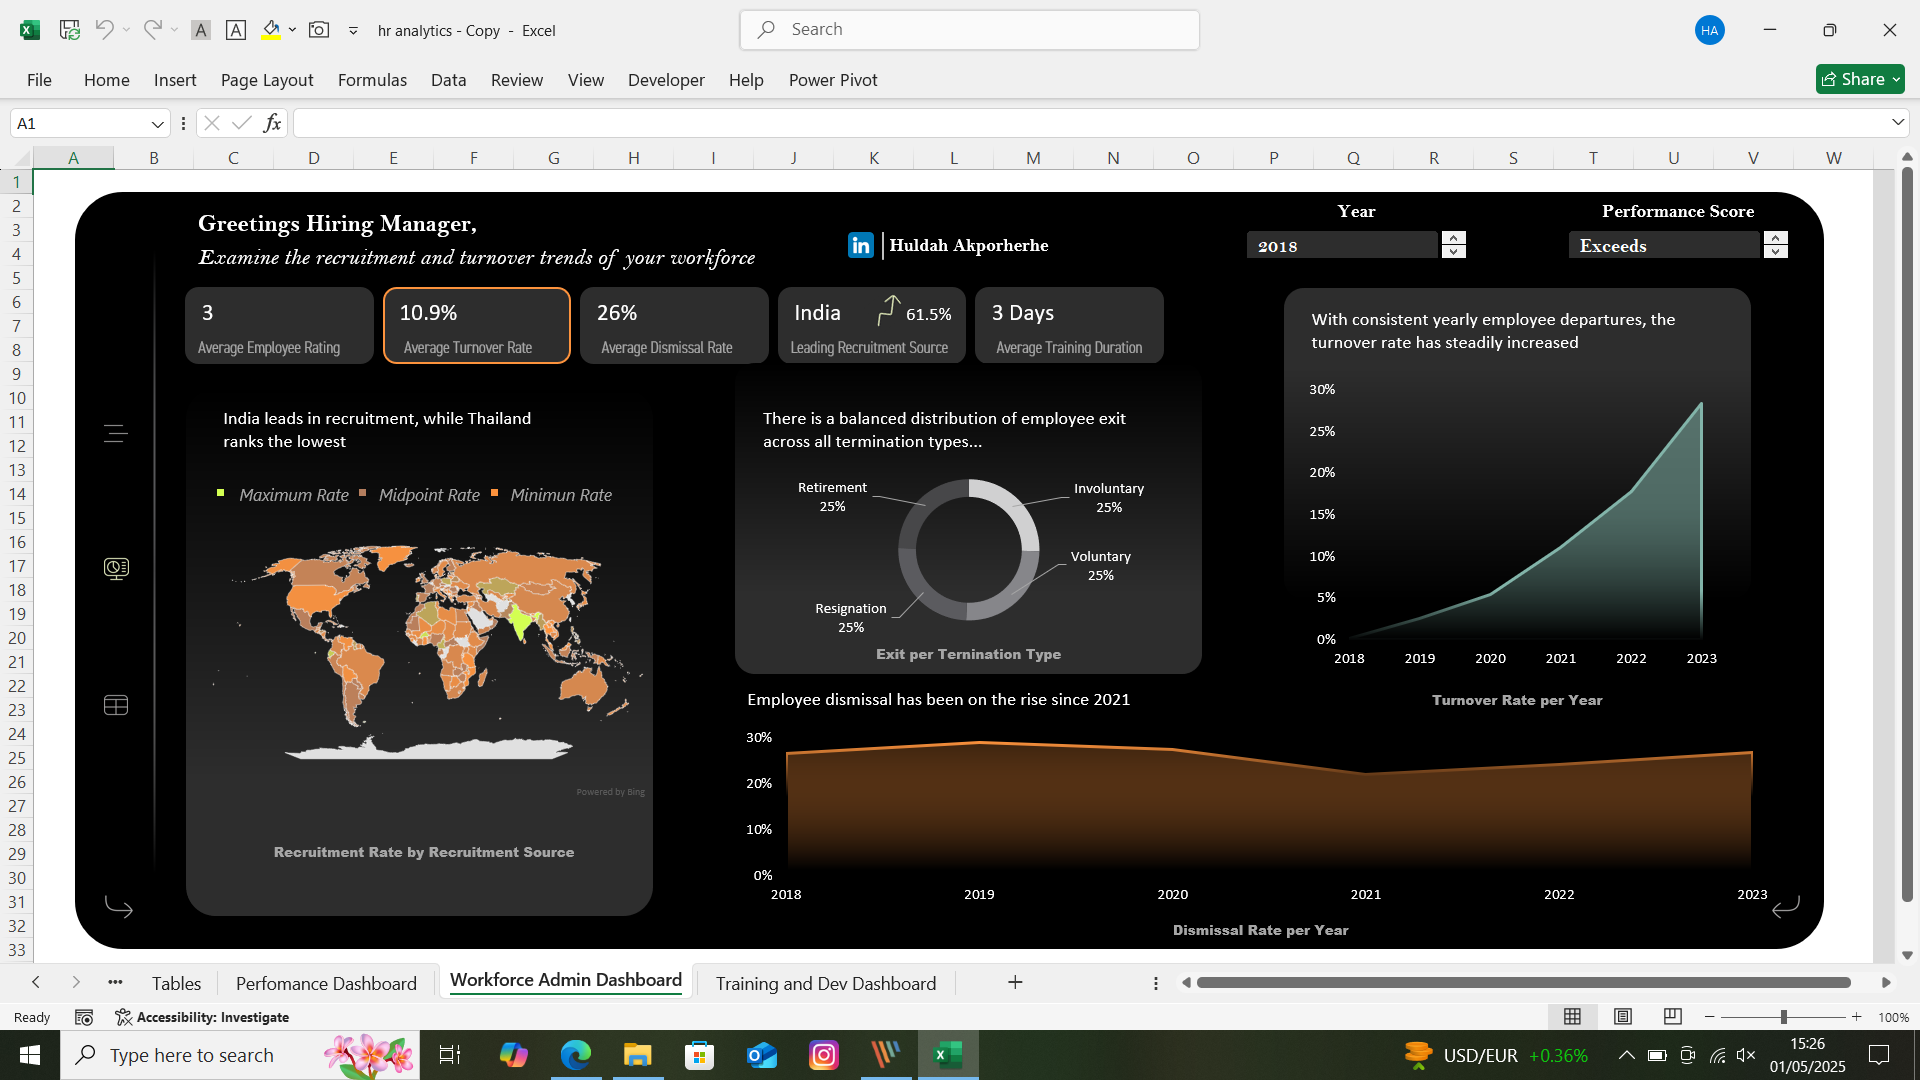 hr analytics - Copy - Excel
Search
HA
File Home Insert Page Layout Formulas Data Review View Developer Help Power Pivot
Share
A1
fx
A B C D E F G H I J K L M N O P Q R S T U V W
1
2
3
4
5
6
7
8
9
10
11
12
13
14
15
16
17
18
19
20
21
22
23
24
25
26
27
28
29
30
31
32
33
Greetings Hiring Manager,
Examine the recruitment and turnover trends of your workforce
in
Huldah Akporherhe
Year
2018
Performance Score
Exceeds
3
Average Employee Rating
10.9%
Average Turnover Rate
26%
Average Dismissal Rate
India 61.5%
Leading Recruitment Source
3 Days
Average Training Duration
India leads in recruitment, while Thailand
ranks the lowest
Maximum Rate Midpoint Rate Minimun Rate
Powered by Bing
Recruitment Rate by Recruitment Source
There is a balanced distribution of employee exit
across all termination types...
Retirement
25%
Involuntary
25%
Voluntary
25%
Resignation
25%
Exit per Ternination Type
With consistent yearly employee departures, the
turnover rate has steadily increased
30%
25%
20%
15%
10%
5%
0%
2018 2019 2020 2021 2022 2023
Turnover Rate per Year
Employee dismissal has been on the rise since 2021
30%
20%
10%
0%
2018 2019 2020 2021 2022 2023
Dismissal Rate per Year
Tables Perfomance Dashboard Workforce Admin Dashboard Training and Dev Dashboard
Ready
Accessibility: Investigate
100%
Type here to search
USD/EUR +0.36%
15:26
01/05/2025